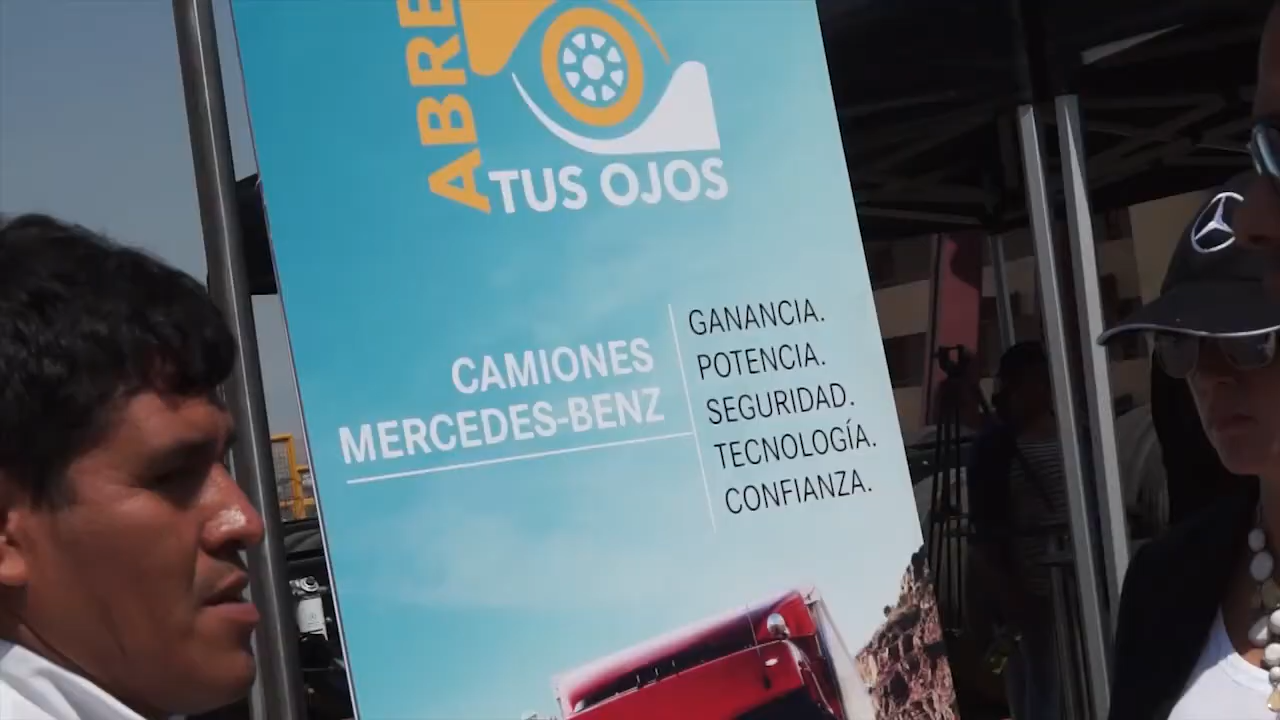 ABRE
TUS OJOS
CAMIONES
MERCEDES-BENZ
GANANCIA.
POTENCIA.
SEGURIDAD.
TECNOLOGÍA.
CONFIANZA.